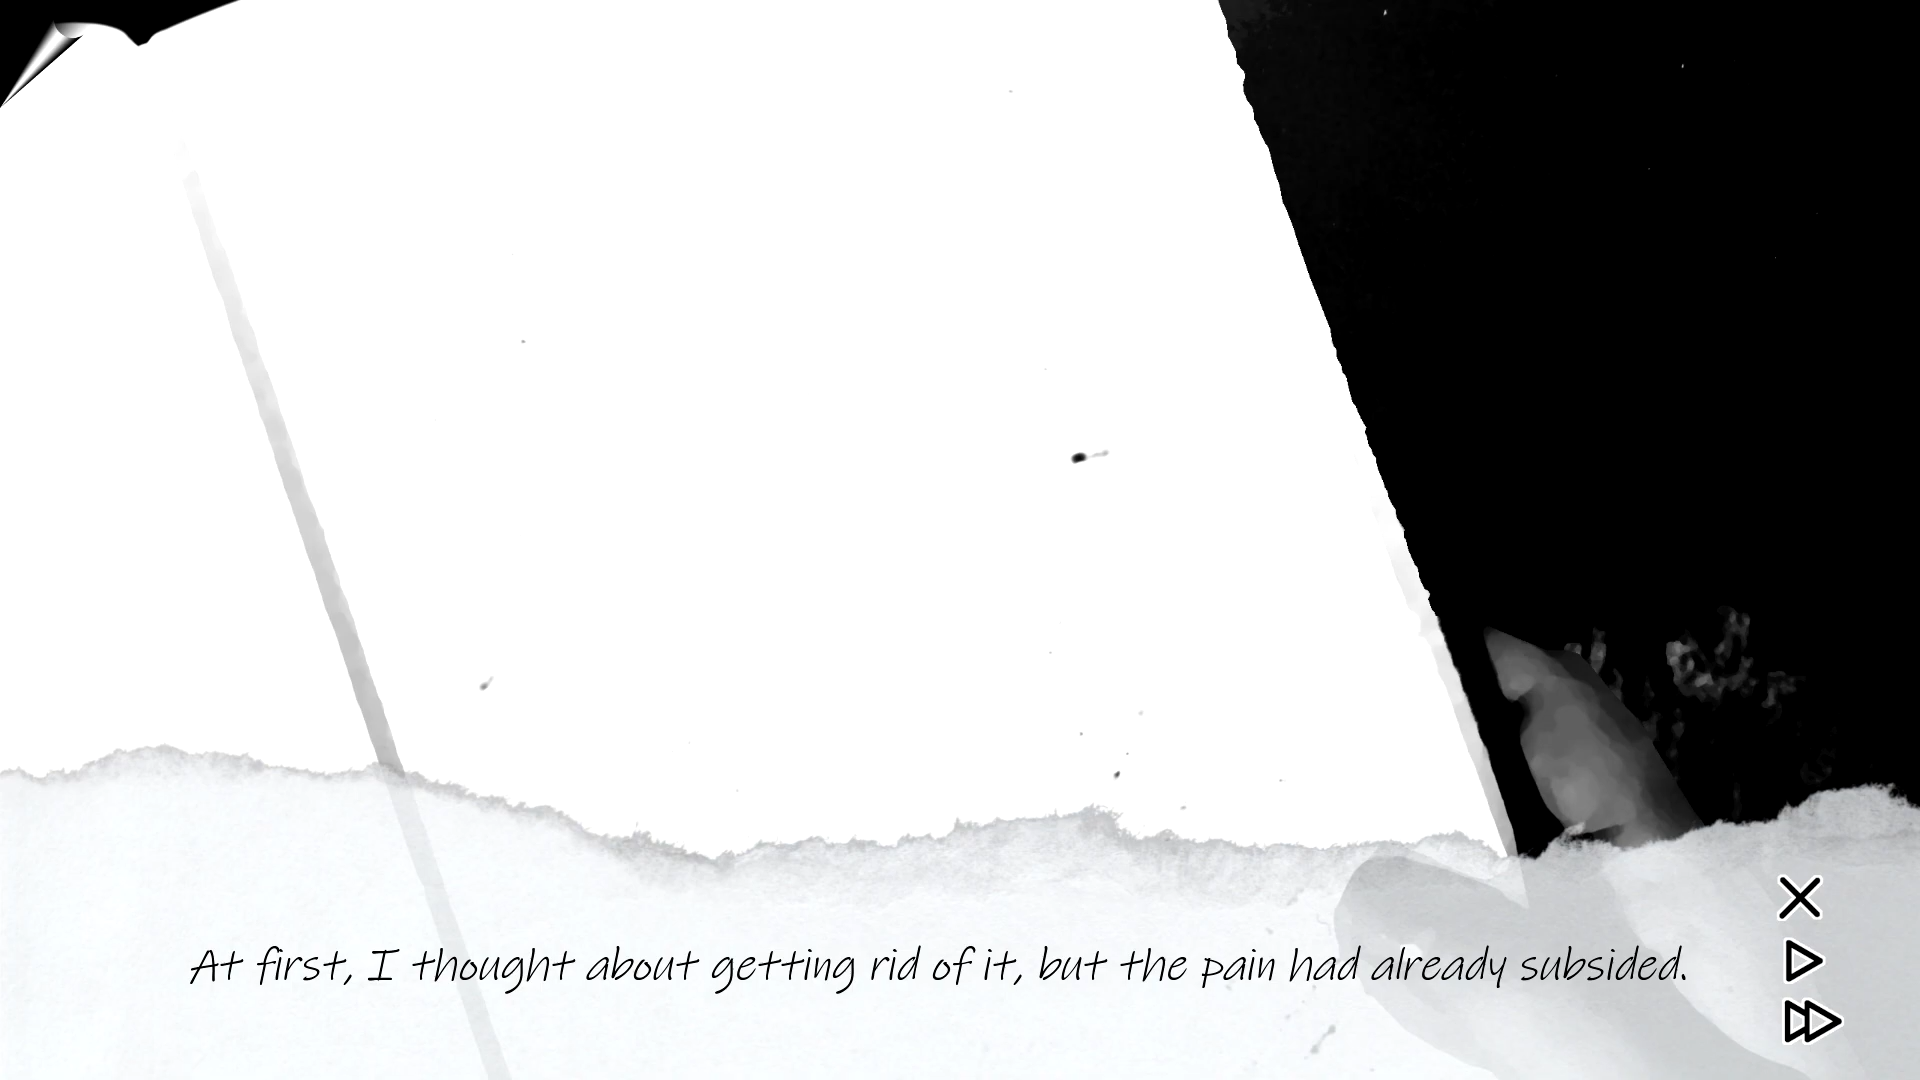 At first, I thought about getting rid of it, but the pain had already subsided.